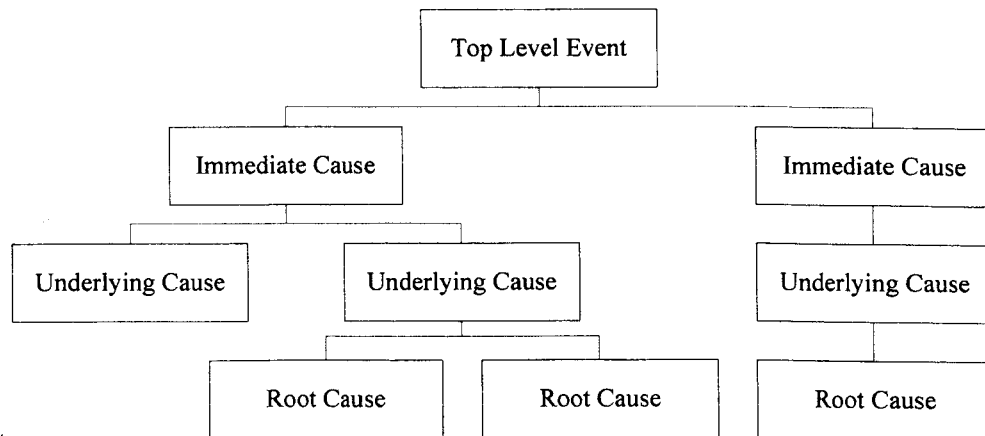 Top Level Event
Immediate Cause
Immediate Cause
Underlying Cause
Underlying Cause
Underlying Cause
Root Cause
Root Cause
Root Cause